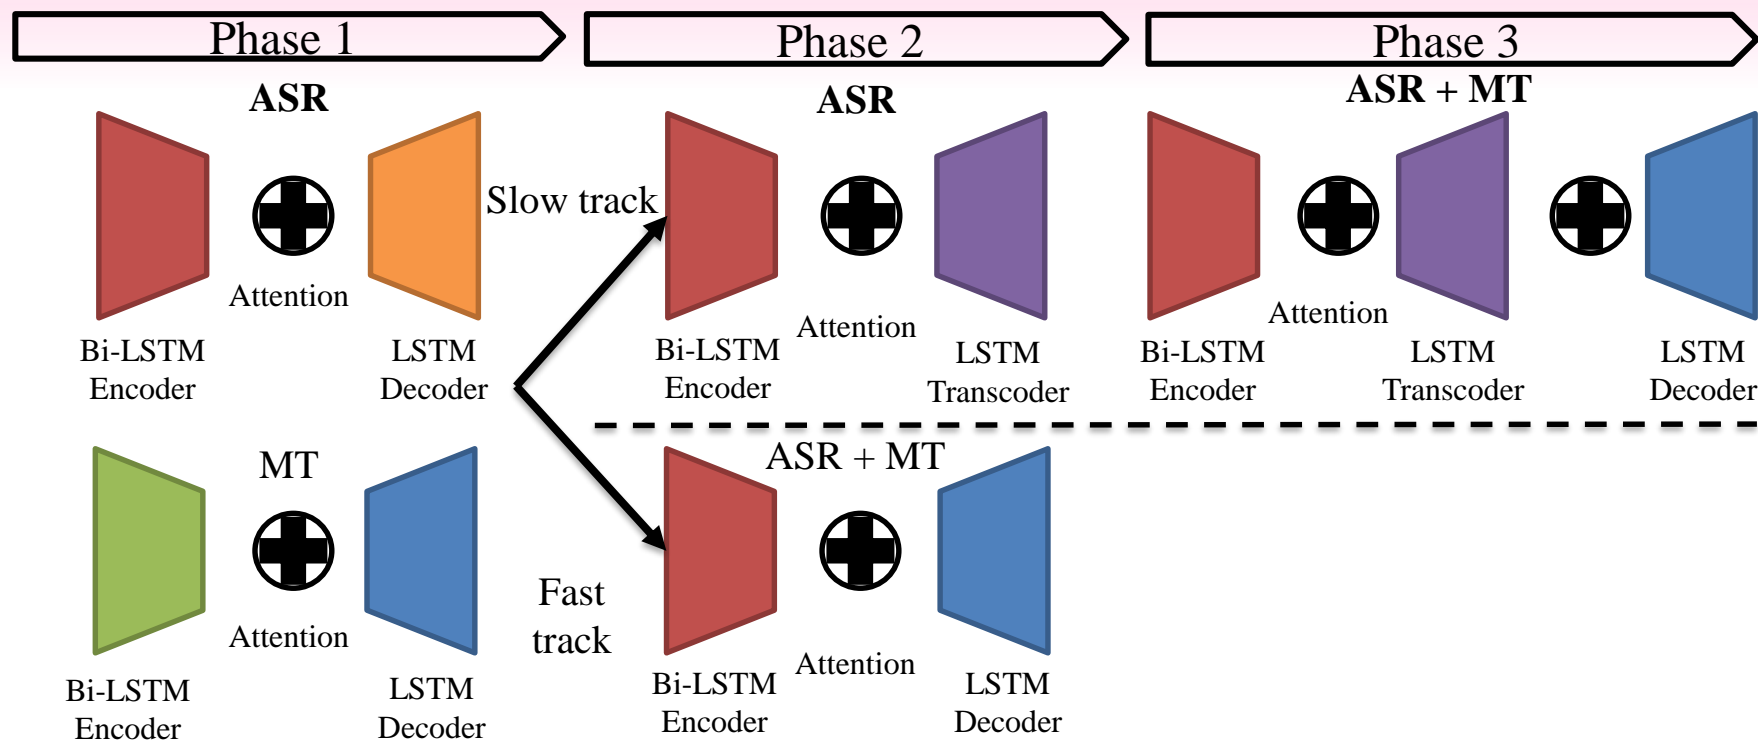 Phase 1
Phase 2
Phase 3
ASR
ASR
ASR + MT
Slow track
Attention
Attention
Attention
Bi-LSTM
Encoder
LSTM
Decoder
Bi-LSTM
Encoder
LSTM
Transcoder
Bi-LSTM
Encoder
LSTM
Transcoder
LSTM
Decoder
MT
ASR + MT
Fast
track
Attention
Attention
Bi-LSTM
Encoder
LSTM
Decoder
Bi-LSTM
Encoder
LSTM
Decoder